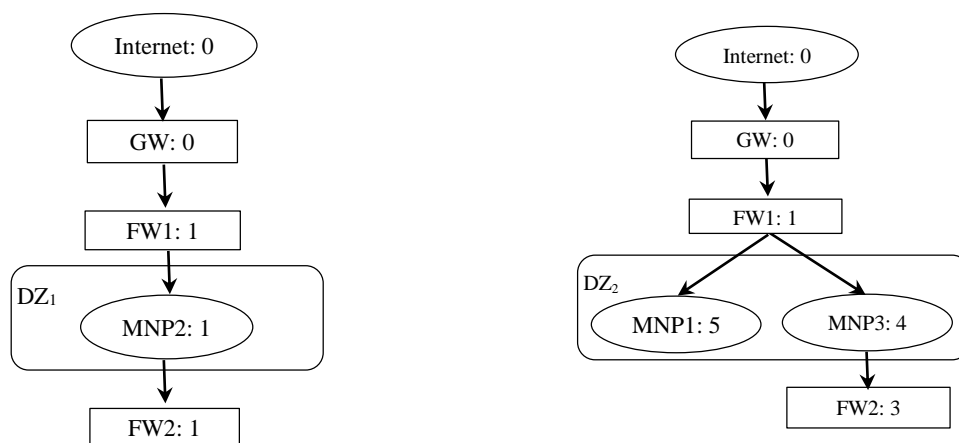 Internet: 0
GW: 0
FW1: 1
DZ₁
MNP2: 1
FW2: 1
Internet: 0
GW: 0
FW1: 1
DZ₂
MNP1: 5
MNP3: 4
FW2: 3